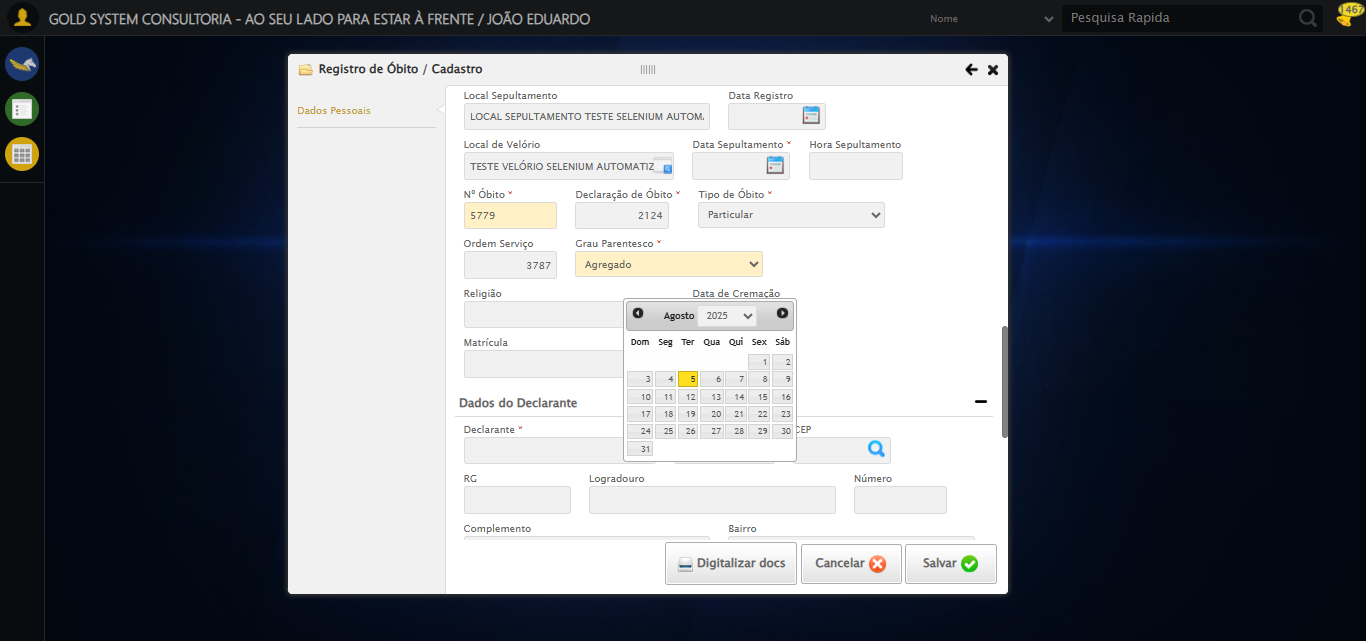 GOLD SYSTEM CONSULTORIA - AO SEU LADO PARA ESTAR À FRENTE / JOÃO EDUARDO
Nome
Pesquisa Rapida
1467
Registro de Óbito / Cadastro
Dados Pessoais
Local Sepultamento
Data Registro
LOCAL SEPULTAMENTO TESTE SELENIUM AUTOM
Local de Velório
Data Sepultamento *
Hora Sepultamento
TESTE VELÓRIO SELENIUM AUTOMATIZ
Nº Óbito *
Declaração de Óbito *
Tipo de Óbito *
5779
2124
Particular
Ordem Serviço
Grau Parentesco *
3787
Agregado
Religião
Data de Cremação
Agosto 2025
Matrícula
Dom Seg Ter Qua Qui Sex Sáb
1 2
3 4 5 6 7 8 9
10 11 12 13 14 15 16
17 18 19 20 21 22 23
24 25 26 27 28 29 30
31
Dados do Declarante
Declarante *
CEP
RG
Logradouro
Número
Complemento
Bairro
Digitalizar docs
Cancelar
Salvar